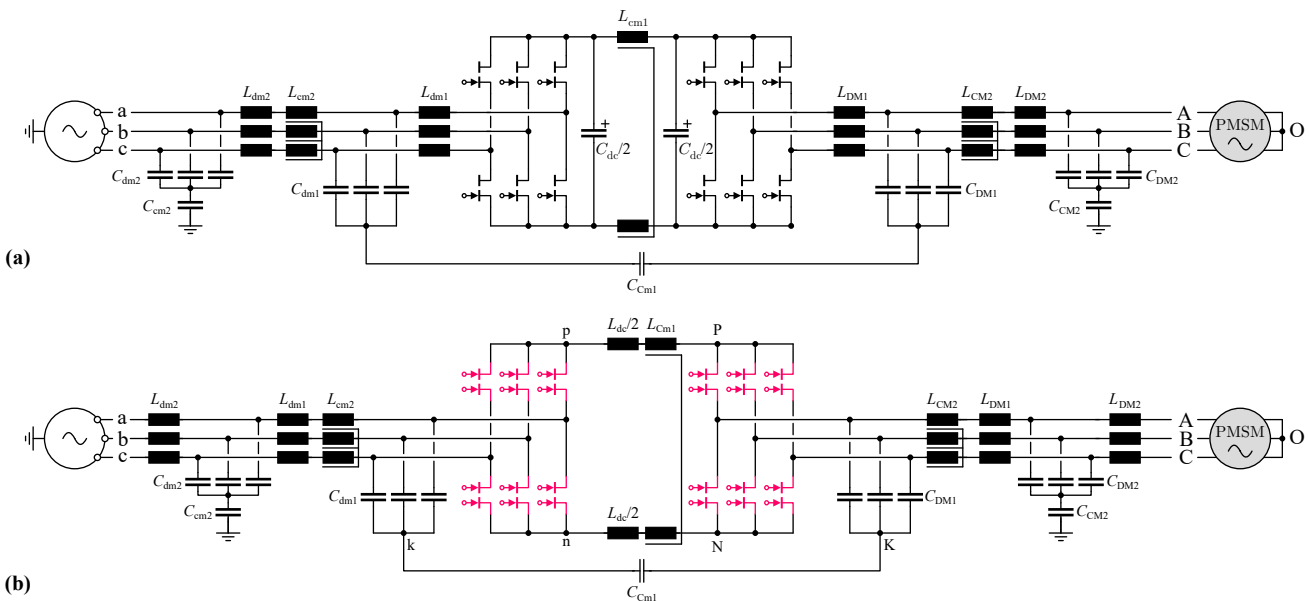 L_cm1
L_dm2 L_cm2 L_dm1 L_DM1 L_CM2 L_DM2
a A
b B PMSM O
c C
+ +
C_dc/2 C_dc/2
C_dm2 C_dm1 C_DM1 C_DM2
C_cm2 C_CM2
(a)
C_Cm1
L_dc/2 L_Cm1
p P
L_dm2 L_dm1 L_cm2 L_CM2 L_DM1 L_DM2
a A
b B PMSM O
c C
C_dm2 C_dm1 C_DM1 C_DM2
C_cm2 L_dc/2 C_CM2
k n N K
(b)
C_Cm1